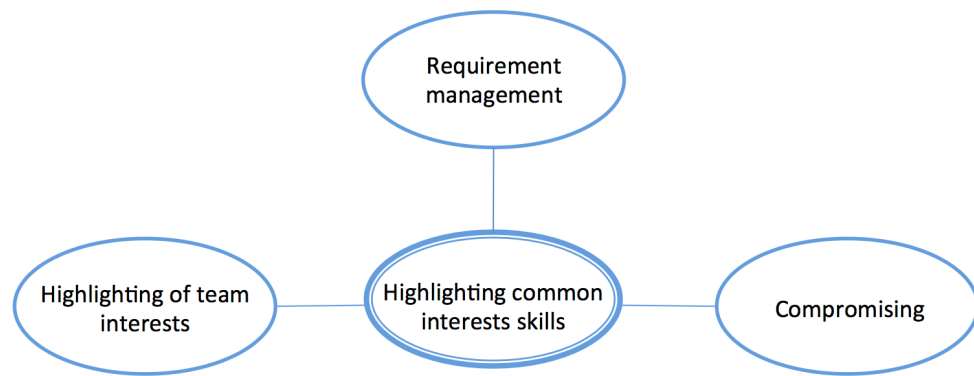 Requirement
management
Highlighting of team
interests
Highlighting common
interests skills
Compromising